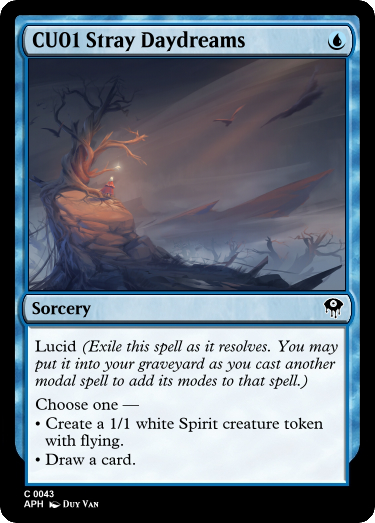 CU01 Stray Daydreams
Sorcery
Lucid (Exile this spell as it resolves. You may
put it into your graveyard as you cast another
modal spell to add its modes to that spell.)
Choose one —
• Create a 1/1 white Spirit creature token
with flying.
• Draw a card.
C 0043
APH Duy Van